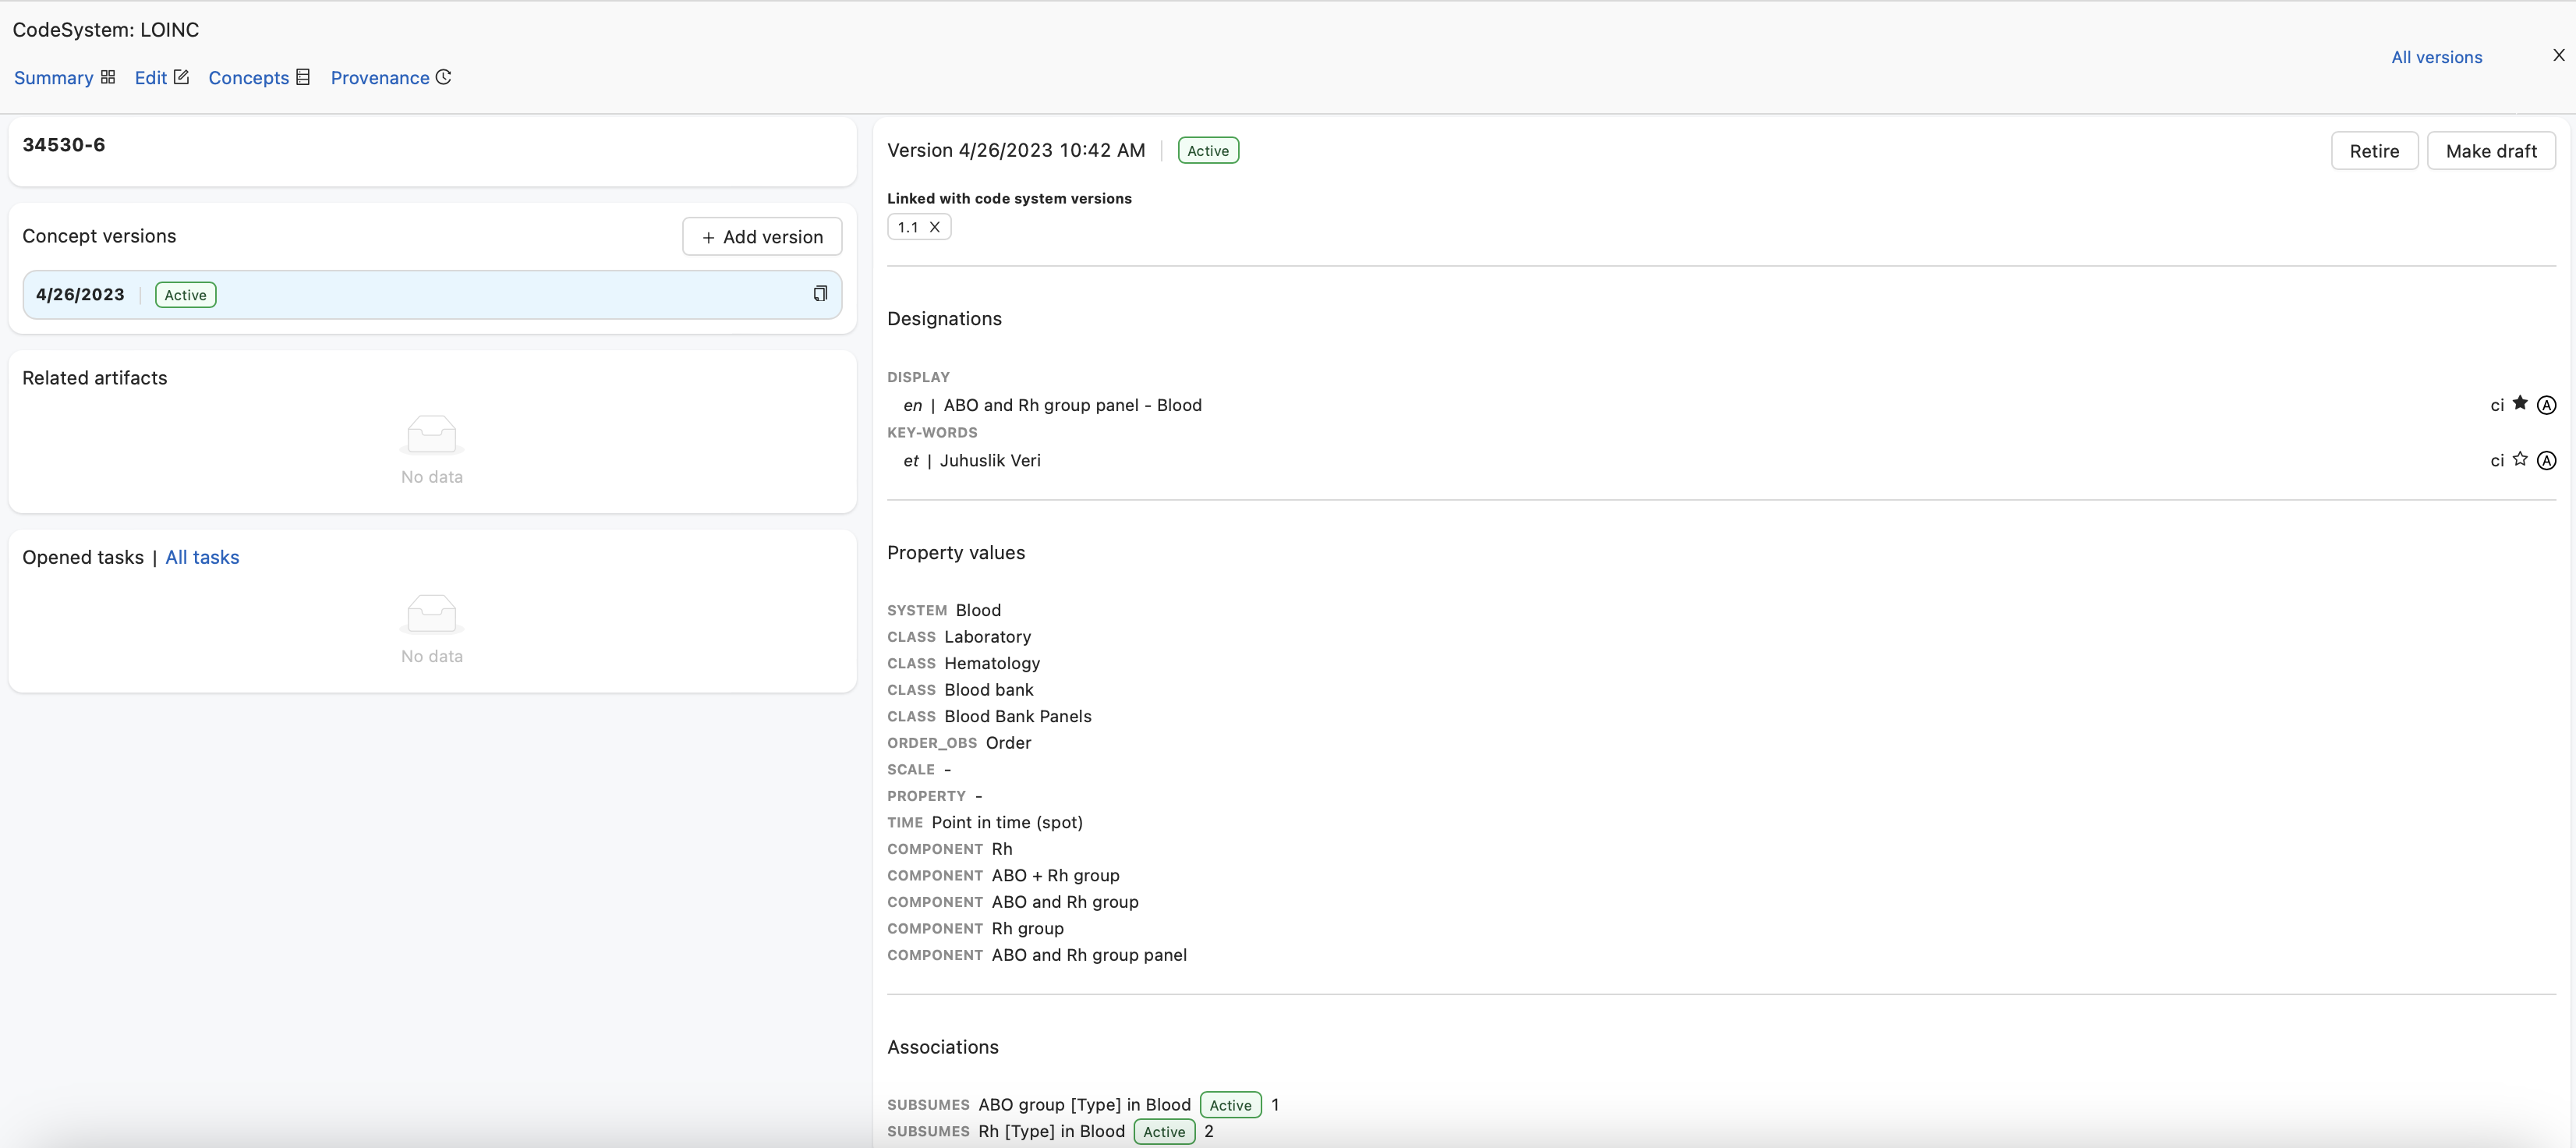 CodeSystem: LOINC
Summary Edit Concepts Provenance
All versions
34530-6
Concept versions
+ Add version
4/26/2023 Active
Related artifacts
No data
Opened tasks | All tasks
No data
Version 4/26/2023 10:42 AM Active
Retire Make draft
Linked with code system versions
1.1 X
Designations
DISPLAY
en | ABO and Rh group panel - Blood ci A
KEY-WORDS
et | Juhuslik Veri ci A
Property values
SYSTEM Blood
CLASS Laboratory
CLASS Hematology
CLASS Blood bank
CLASS Blood Bank Panels
ORDER_OBS Order
SCALE -
PROPERTY -
TIME Point in time (spot)
COMPONENT Rh
COMPONENT ABO + Rh group
COMPONENT ABO and Rh group
COMPONENT Rh group
COMPONENT ABO and Rh group panel
Associations
SUBSUMES ABO group [Type] in Blood Active 1
SUBSUMES Rh [Type] in Blood Active 2